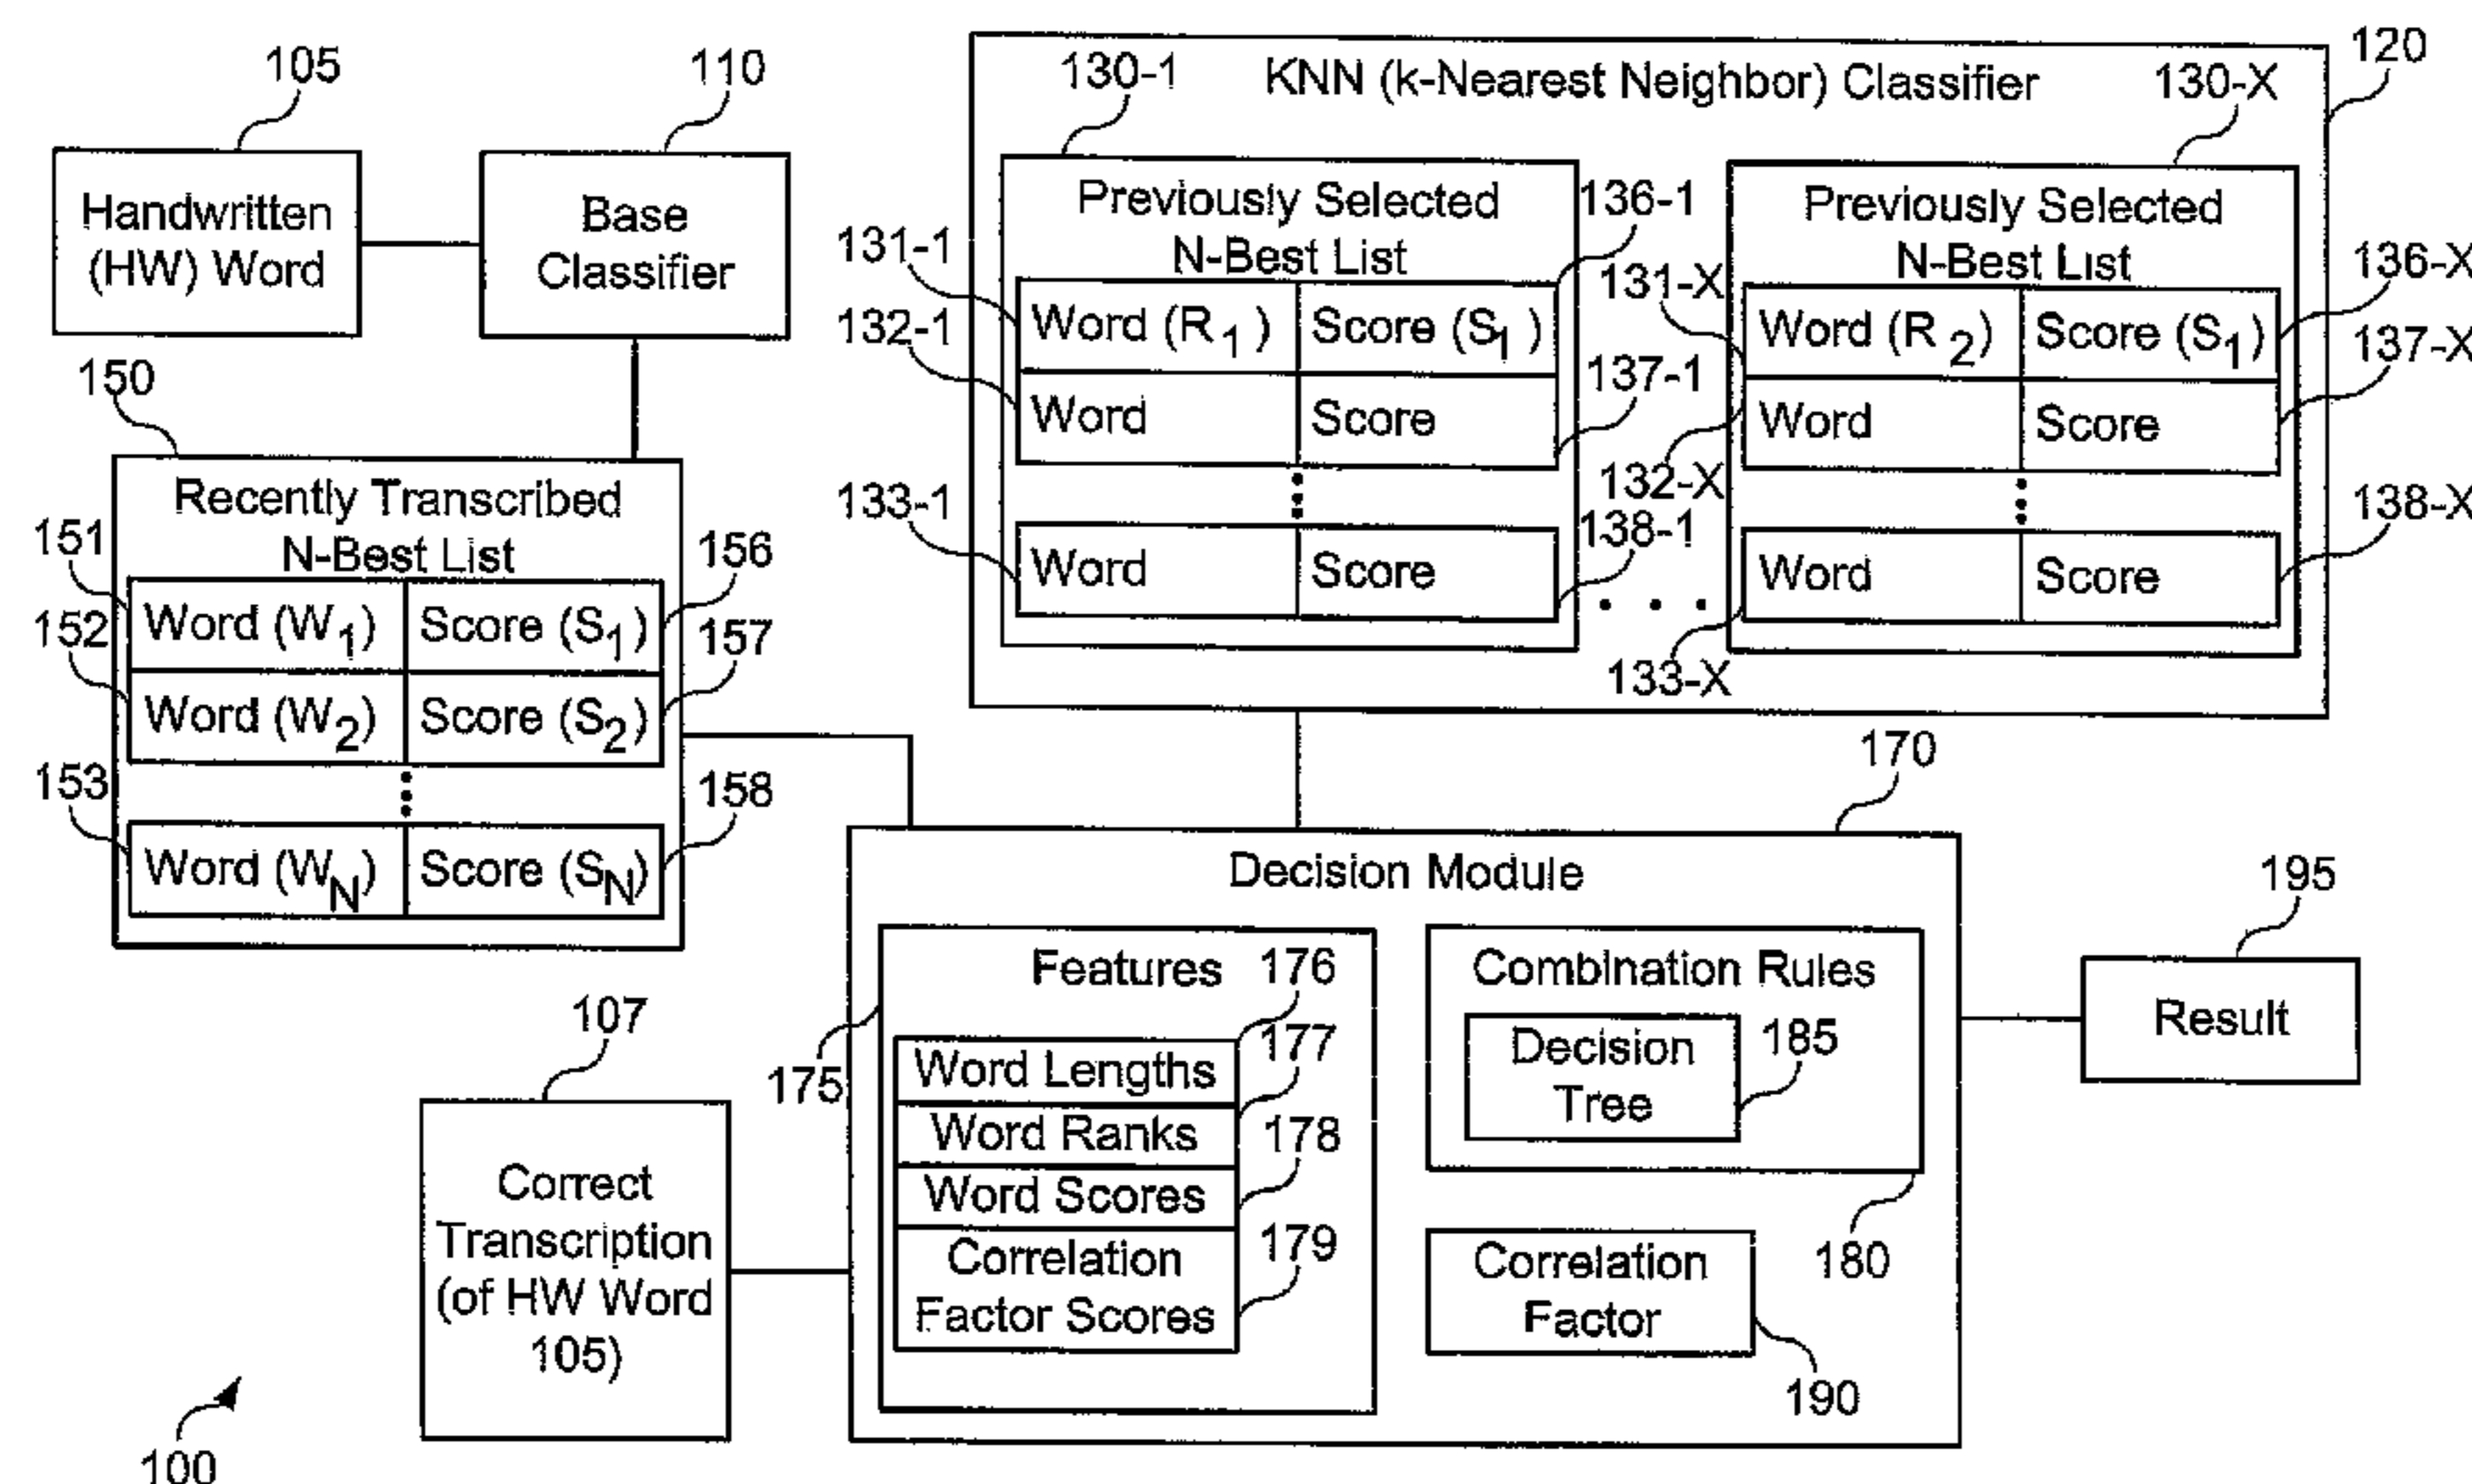 105
110
Handwritten
(HW) Word
Base
Classifier
120
KNN (k-Nearest Neighbor) Classifier
130-1
130-X
Previously Selected
N-Best List
131-1
136-1
Word (R1)
Score (S1)
132-1
137-1
Word
Score
133-1
138-1
Word
Score
. . .
Previously Selected
N-Best List
131-X
136-X
Word (R2)
Score (S1)
132-X
137-X
Word
Score
133-X
138-X
Word
Score
150
Recently Transcribed
N-Best List
151
156
Word (W1)
Score (S1)
152
157
Word (W2)
Score (S2)
153
158
Word (WN)
Score (SN)
170
Decision Module
175
Features
176
Word Lengths
177
Word Ranks
178
Word Scores
179
Correlation
Factor Scores
Combination Rules
Decision
Tree
185
180
Correlation
Factor
190
195
Result
107
Correct
Transcription
(of HW Word
105)
100